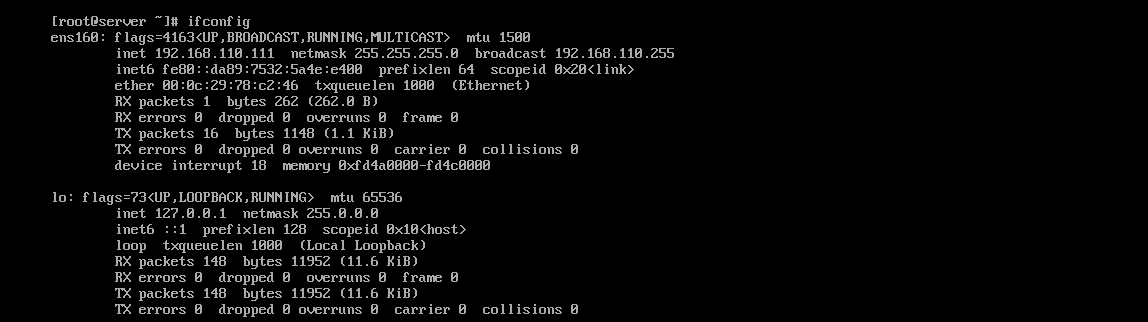 [root@server ~]# ifconfig
ens160: flags=4163<UP,BROADCAST,RUNNING,MULTICAST>  mtu 1500
        inet 192.168.110.111  netmask 255.255.255.0  broadcast 192.168.110.255
        inet6 fe80::da89:7532:5a4e:e400  prefixlen 64  scopeid 0x20<link>
        ether 00:0c:29:78:c2:46  txqueuelen 1000  (Ethernet)
        RX packets 1  bytes 262 (262.0 B)
        RX errors 0  dropped 0  overruns 0  frame 0
        TX packets 16  bytes 1148 (1.1 KiB)
        TX errors 0  dropped 0 overruns 0  carrier 0  collisions 0
        device interrupt 18  memory 0xfd4a0000-fd4c0000
lo: flags=73<UP,LOOPBACK,RUNNING>  mtu 65536
        inet 127.0.0.1  netmask 255.0.0.0
        inet6 ::1  prefixlen 128  scopeid 0x10<host>
        loop  txqueuelen 1000  (Local Loopback)
        RX packets 148  bytes 11952 (11.6 KiB)
        RX errors 0  dropped 0  overruns 0  frame 0
        TX packets 148  bytes 11952 (11.6 KiB)
        TX errors 0  dropped 0 overruns 0  carrier 0  collisions 0